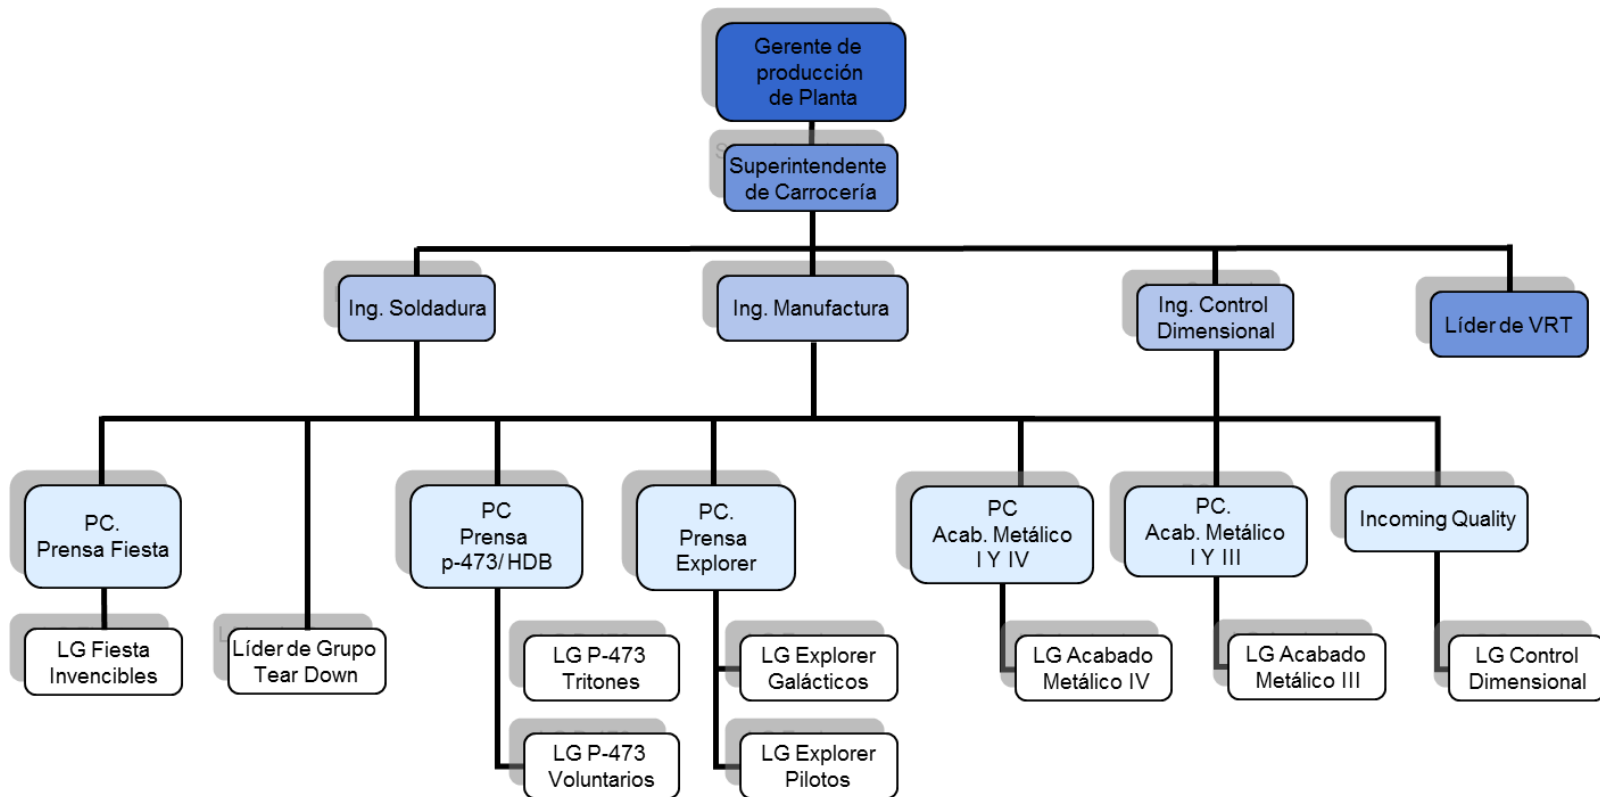 Gerente de
producción
de Planta
Superintendente
de Carrocería
Ing. Soldadura
Ing. Manufactura
Ing. Control
Dimensional
Líder de VRT
PC.
Prensa Fiesta
PC
Prensa
p-473/HDB
PC.
Prensa
Explorer
PC
Acab. Metálico
I Y IV
PC.
Acab. Metálico
I Y III
Incoming Quality
LG Fiesta
Invencibles
Líder de Grupo
Tear Down
LG P-473
Tritones
LG Explorer
Galácticos
LG Acabado
Metálico IV
LG Acabado
Metálico III
LG Control
Dimensional
LG P-473
Voluntarios
LG Explorer
Pilotos